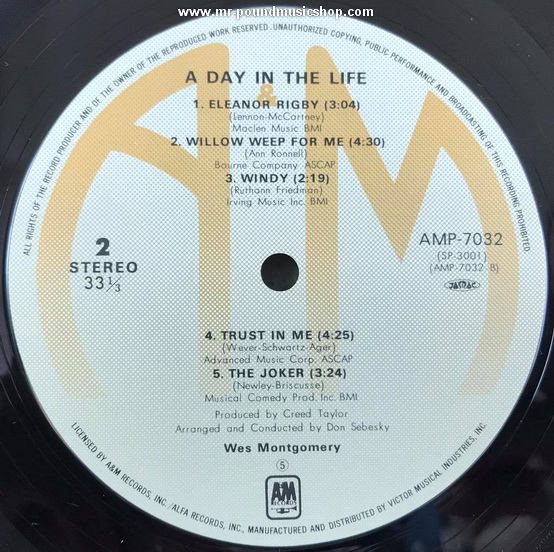 www.mr-poundmusicshop.com
ALL RIGHTS OF THE RECORD PRODUCER AND OF THE OWNER OF THE REPRODUCED WORK RESERVED. UNAUTHORIZED COPYING, PUBLIC PERFORMANCE AND BROADCASTING OF THIS RECORDING PROHIBITED
A&M
A DAY IN THE LIFE
1. ELEANOR RIGBY (3:04)
(Lennon-McCartney)
Maclen Music BMI
2. WILLOW WEEP FOR ME (4:30)
(Ann Ronnell)
Bourne Company ASCAP
3. WINDY (2:19)
(Ruthann Friedman)
Irving Music Inc. BMI
2
STEREO
33 1/3
AMP-7032
(SP-3001)
(AMP-7032-B)
JASRAC
4. TRUST IN ME (4:25)
(Wever-Schwartz-Ager)
Advanced Music Corp. ASCAP
5. THE JOKER (3:24)
(Newley-Briscusse)
Musical Comedy Prod. Inc. BMI
Produced by Creed Taylor
Arranged and Conducted by Don Sebesky
Wes Montgomery
5
A&M
RECORDS
LICENSED BY A&M RECORDS, INC./ALFA RECORDS, INC., MANUFACTURED AND DISTRIBUTED BY VICTOR MUSICAL INDUSTRIES, INC.